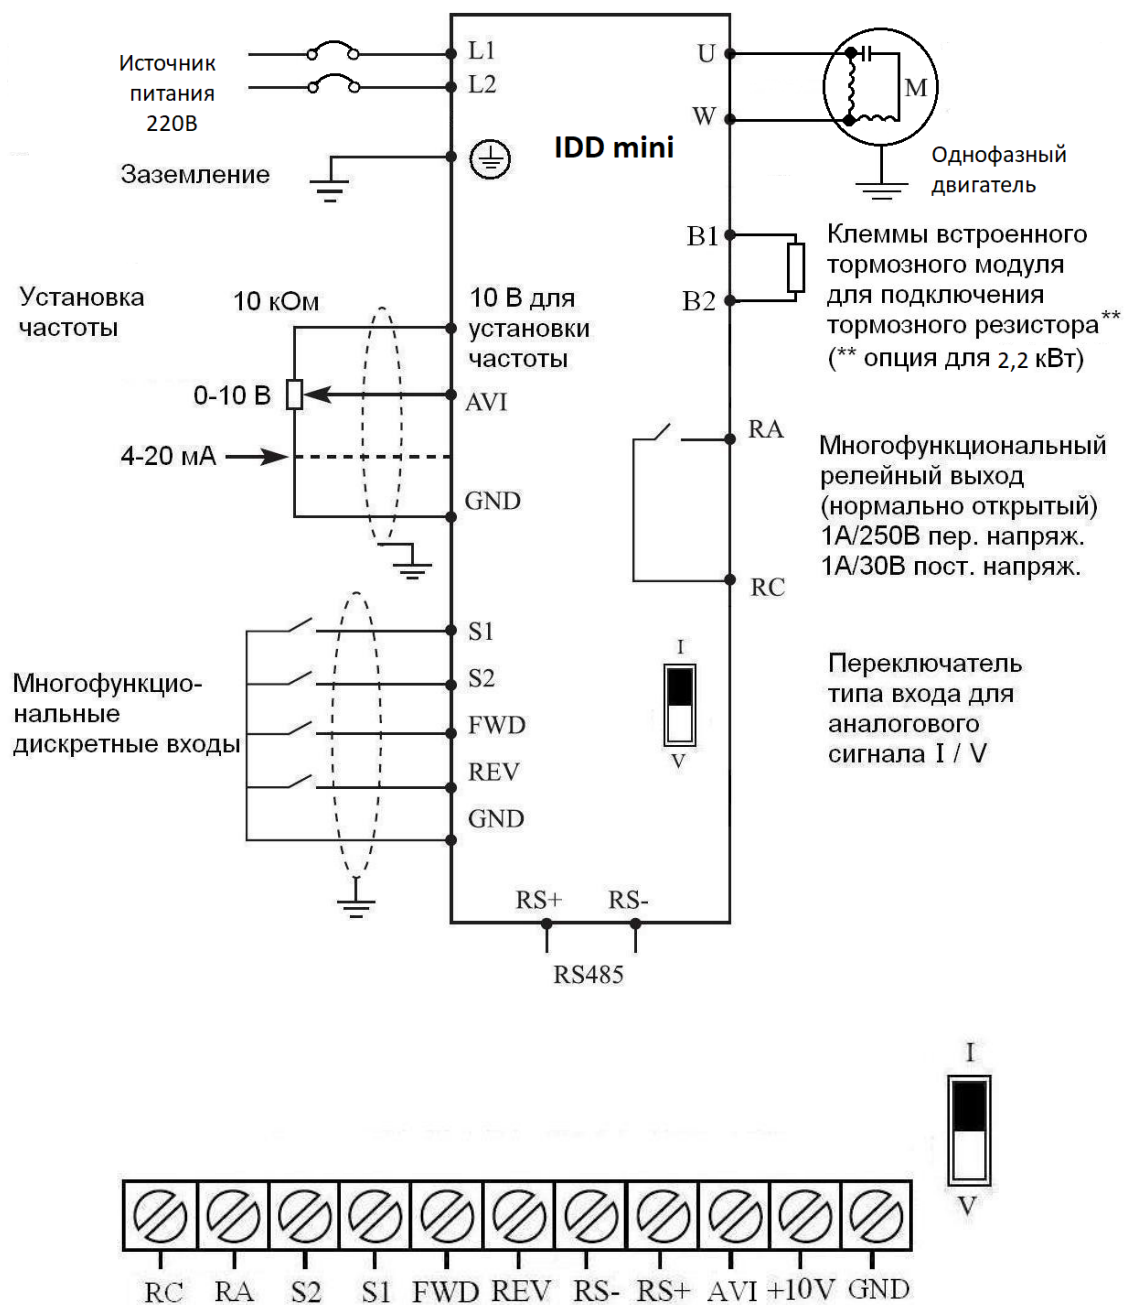 Источник
питания
220В
L1
L2
U
W
M
IDD mini
Однофазный
двигатель
Заземление
B1
B2
Клеммы встроенного
тормозного модуля
для подключения
тормозного резистора**
(** опция для 2,2 кВт)
Установка
частоты
10 кОм
10 В для
установки
частоты
0-10 В
AVI
4-20 мА
GND
RA
RC
Многофункциональный
релейный выход
(нормально открытый)
1А/250В пер. напряж.
1А/30В пост. напряж.
Многофункцио-
нальные
дискретные входы
S1
S2
FWD
REV
GND
I
V
Переключатель
типа входа для
аналогового
сигнала I / V
RS+ RS-
RS485
I
V
RC RA S2 S1 FWD REV RS- RS+ AVI +10V GND